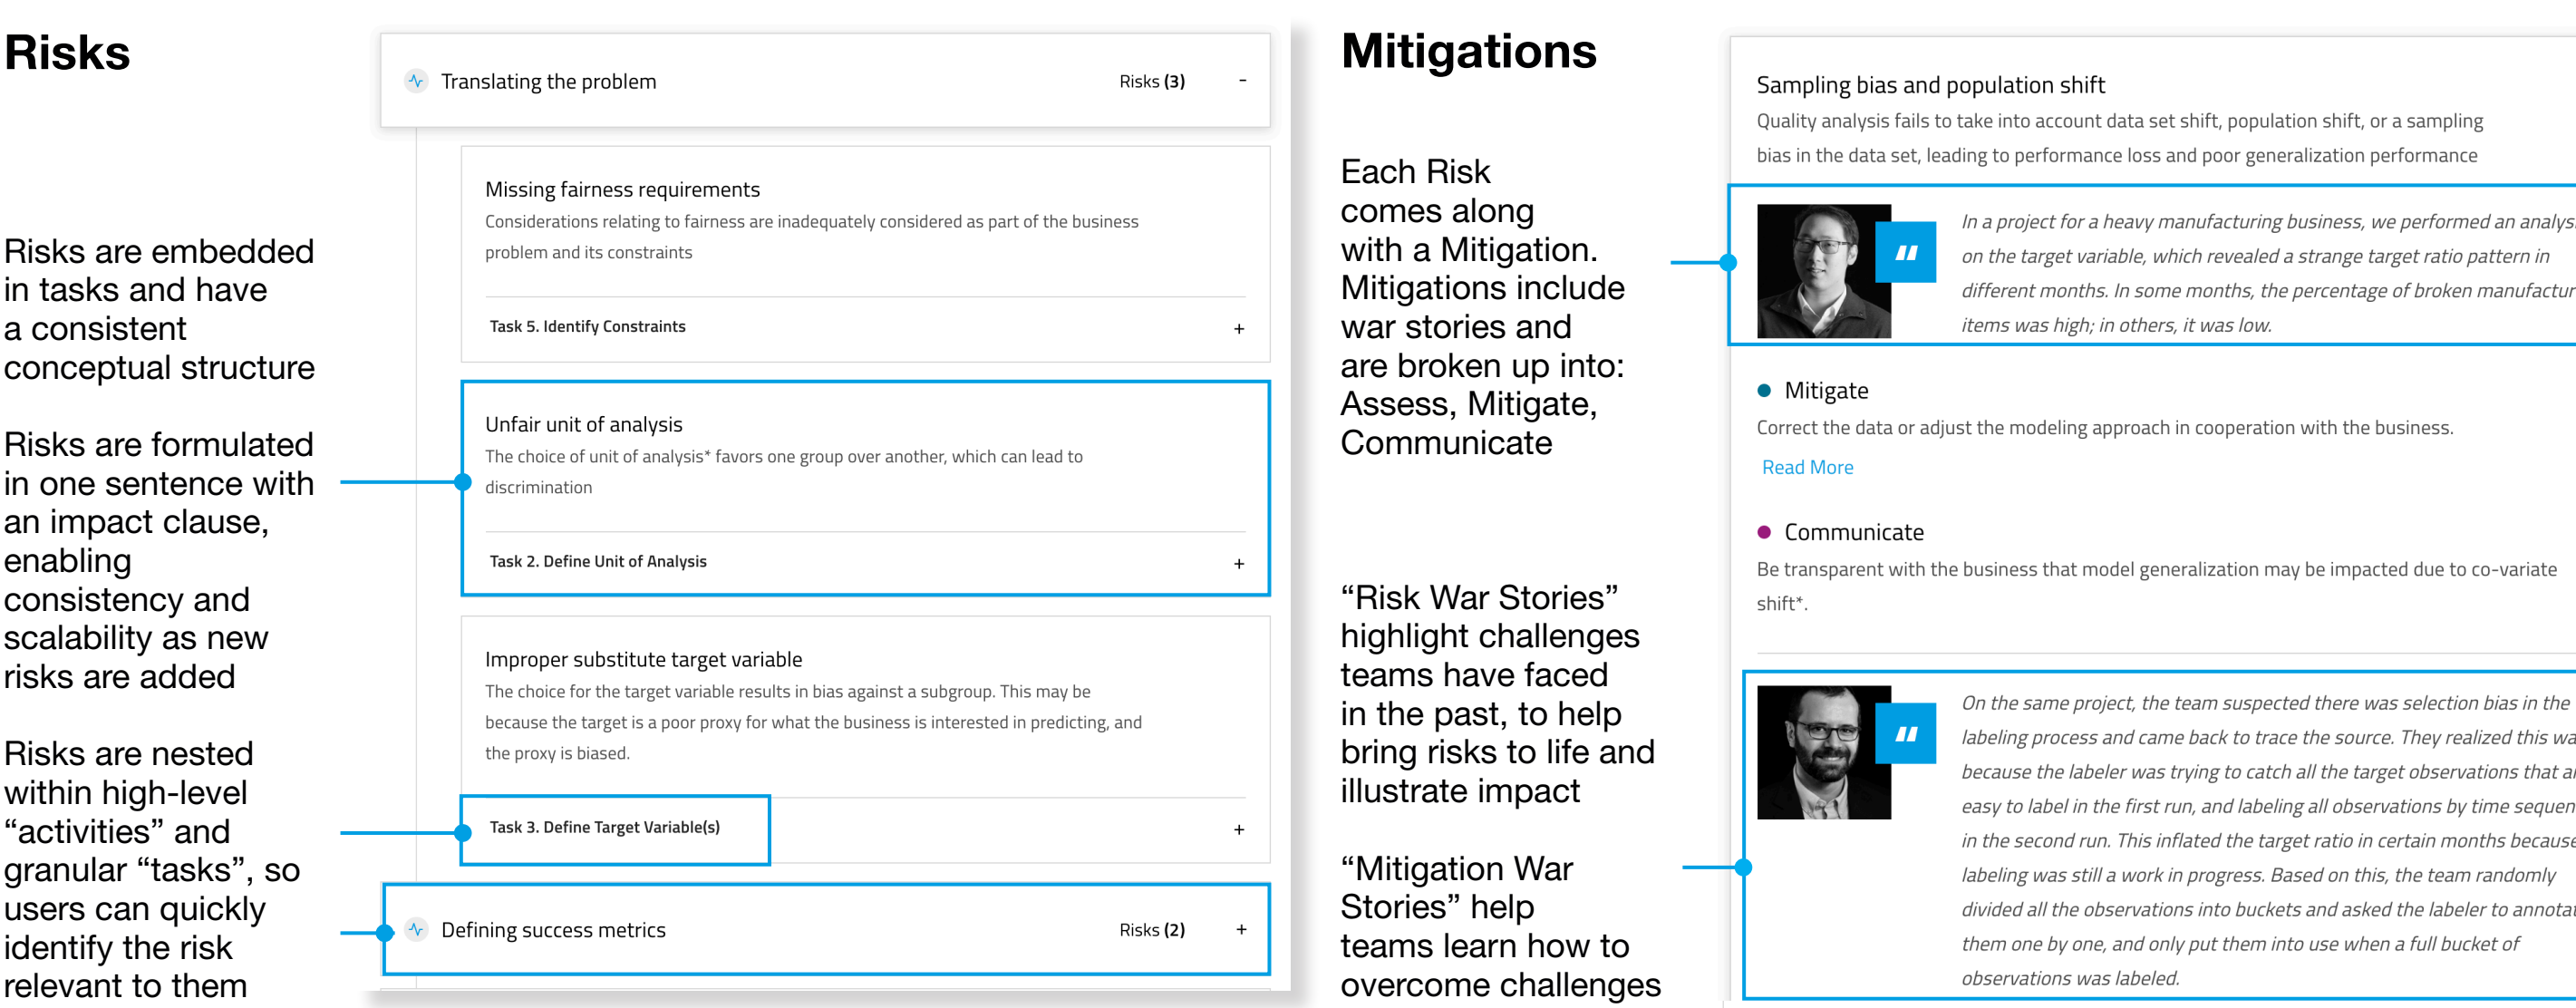 Risks
Risks are embedded
in tasks and have
a consistent
conceptual structure
Risks are formulated
in one sentence with
an impact clause,
enabling
consistency and
scalability as new
risks are added
Risks are nested
within high-level
“activities” and
granular “tasks”, so
users can quickly
identify the risk
relevant to them
Translating the problem Risks (3) -
Missing fairness requirements
Considerations relating to fairness are inadequately considered as part of the business
problem and its constraints
Task 5. Identify Constraints +
Unfair unit of analysis
The choice of unit of analysis* favors one group over another, which can lead to
discrimination
Task 2. Define Unit of Analysis +
Improper substitute target variable
The choice for the target variable results in bias against a subgroup. This may be
because the target is a poor proxy for what the business is interested in predicting, and
the proxy is biased.
Task 3. Define Target Variable(s) +
Defining success metrics Risks (2) +
Mitigations
Each Risk
comes along
with a Mitigation.
Mitigations include
war stories and
are broken up into:
Assess, Mitigate,
Communicate
“Risk War Stories”
highlight challenges
teams have faced
in the past, to help
bring risks to life and
illustrate impact
“Mitigation War
Stories” help
teams learn how to
overcome challenges
Sampling bias and population shift
Quality analysis fails to take into account data set shift, population shift, or a sampling
bias in the data set, leading to performance loss and poor generalization performance
In a project for a heavy manufacturing business, we performed an
on the target variable, which revealed a strange target ratio pattern in
different months. In some months, the percentage of broken
items was high; in others, it was low.
Mitigate
Correct the data or adjust the modeling approach in cooperation with the business.
Read More
Communicate
Be transparent with the business that model generalization may be impacted due to co-variate
shift*.
On the same project, the team suspected there was selection bias in the
labeling process and came back to trace the source. They realized this
because the labeler was trying to catch all the target observations that
easy to label in the first run, and labeling all observations by time
in the second run. This inflated the target ratio in certain months because
labeling was still a work in progress. Based on this, the team randomly
divided all the observations into buckets and asked the labeler to
them one by one, and only put them into use when a full bucket of
observations was labeled.